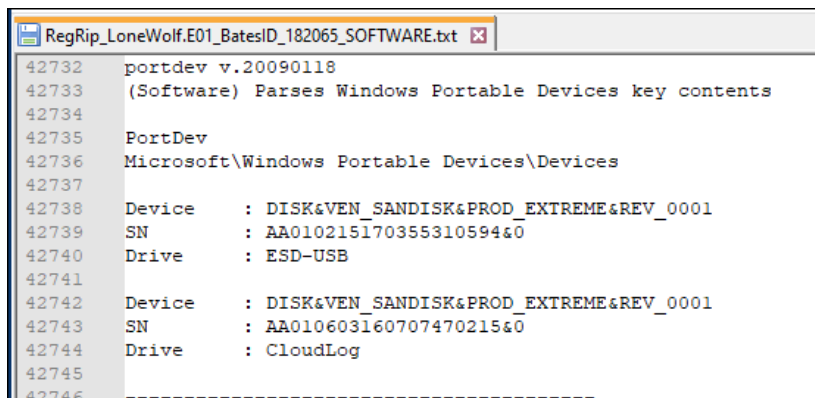 RegRip_LoneWolf.E01_BatesID_182065_SOFTWARE.txt
42732 portdev v.20090118
42733 (Software) Parses Windows Portable Devices key contents
42734
42735 PortDev
42736 Microsoft\Windows Portable Devices\Devices
42737
42738 Device : DISK&VEN_SANDISK&PROD_EXTREME&REV_0001
42739 SN : AA010215170355310594&0
42740 Drive : ESD-USB
42741
42742 Device : DISK&VEN_SANDISK&PROD_EXTREME&REV_0001
42743 SN : AA010603160707470215&0
42744 Drive : CloudLog
42745
42746 ----------------------------------------